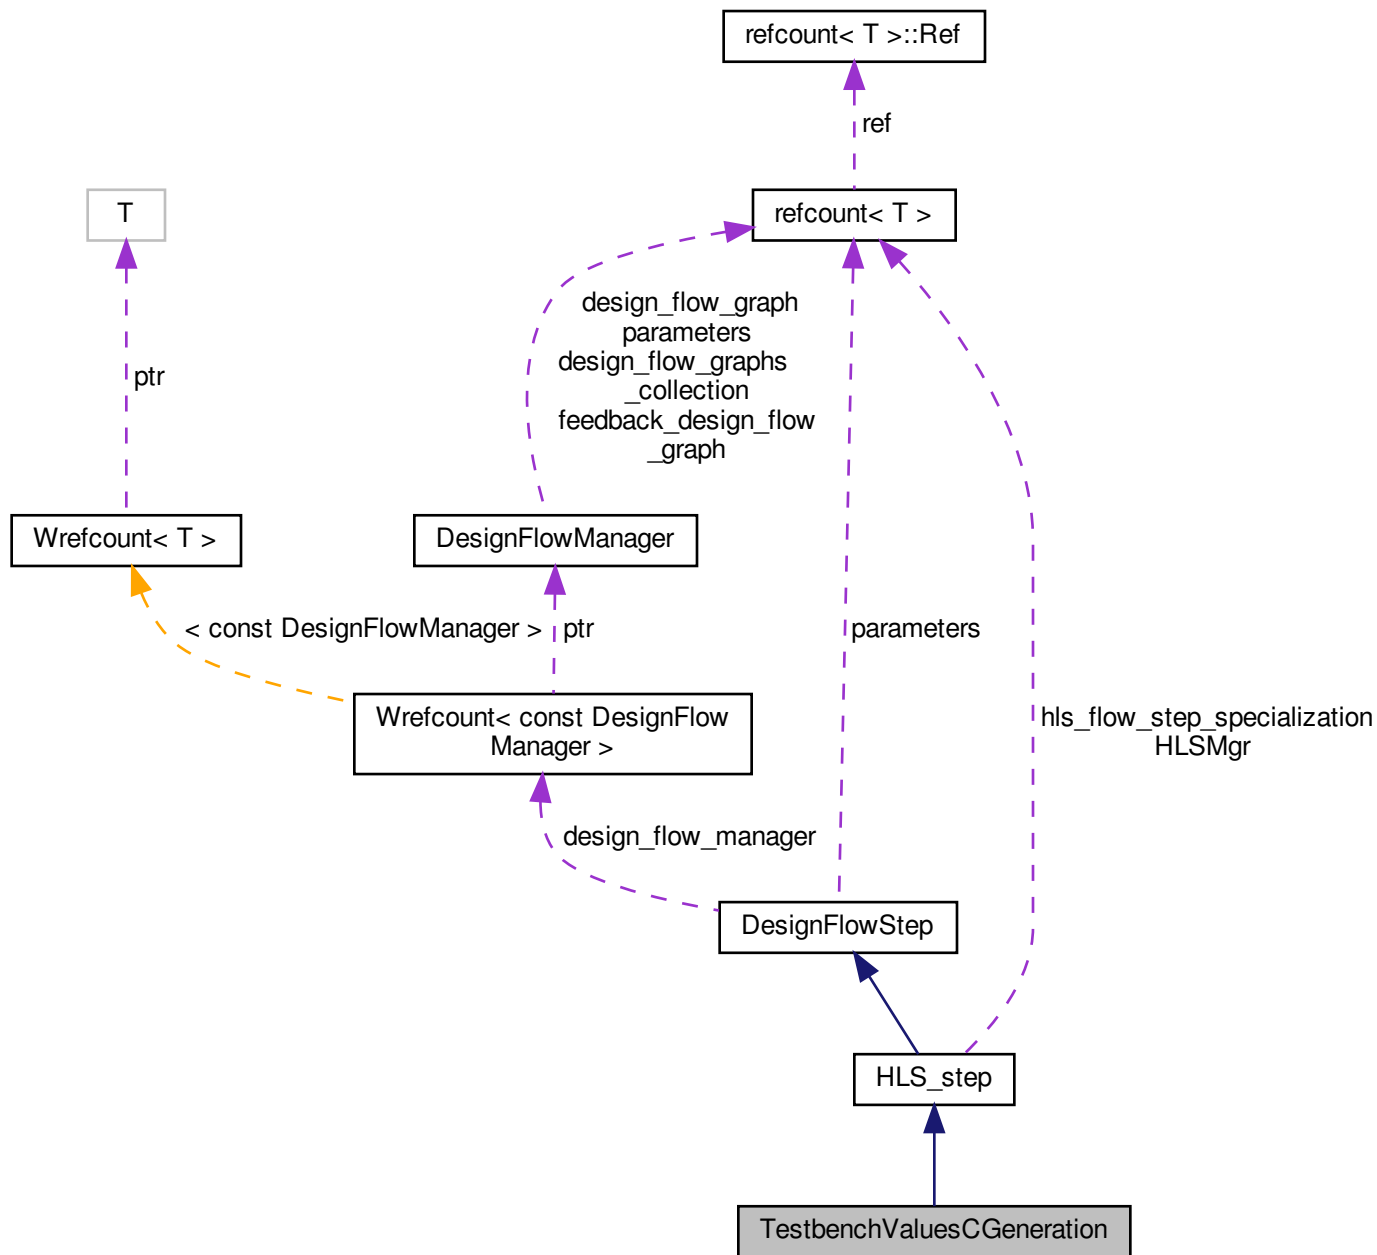 refcount< T >::Ref
ref
T
refcount< T >
design_flow_graph
parameters
design_flow_graphs
_collection
feedback_design_flow
_graph
ptr
Wrefcount< T >
DesignFlowManager
< const DesignFlowManager >
ptr
parameters
Wrefcount< const DesignFlow
Manager >
hls_flow_step_specialization
HLSMgr
design_flow_manager
DesignFlowStep
HLS_step
TestbenchValuesCGeneration